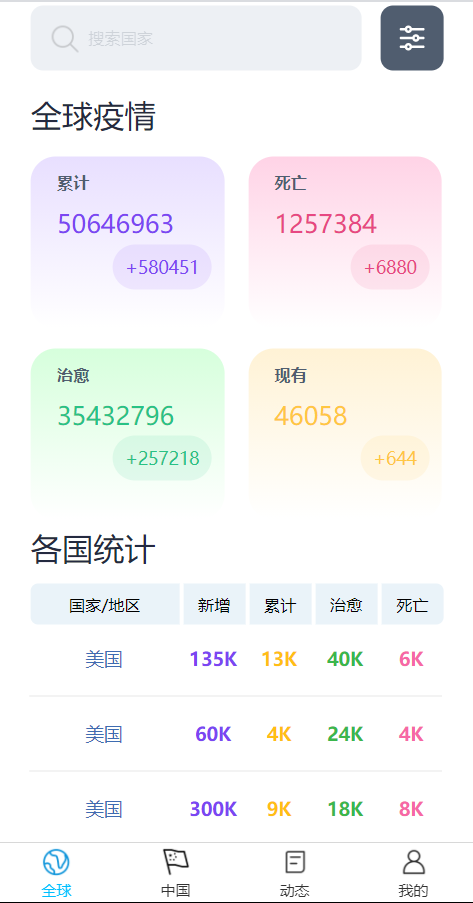 搜索国家
全球疫情
累计 死亡
50646963 1257384
+580451 +6880
治愈 现有
35432796 46058
+257218 +644
各国统计
国家/地区 新增 累计 治愈 死亡
美国 135K 13K 40K 6K
美国 60K 4K 24K 4K
美国 300K 9K 18K 8K
全球 中国 动态 我的